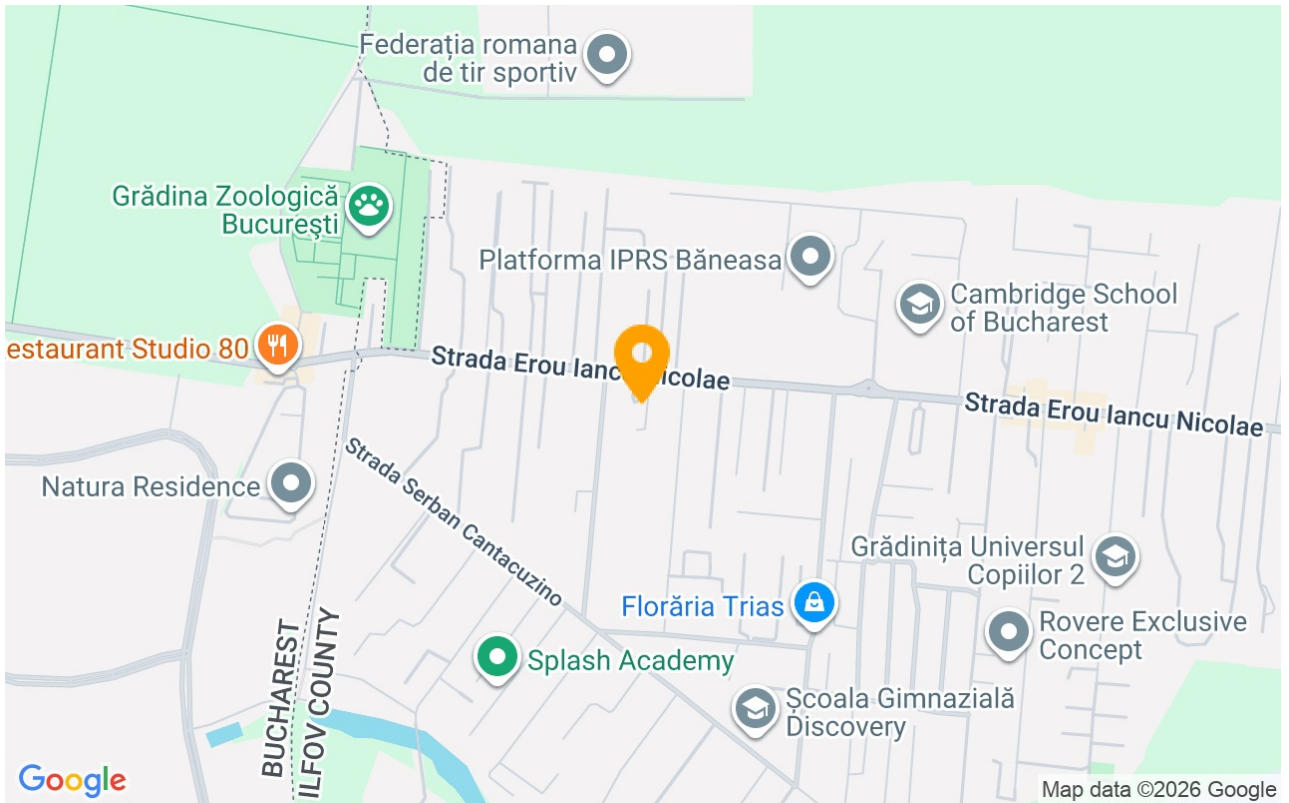 Federația romana
de tir sportiv
Grădina Zoologică
București
Platforma IPRS Băneasa
Cambridge School
of Bucharest
estaurant Studio 80
Strada Erou Iancu Nicolae
Strada Erou Iancu Nicolae
Strada Serban Cantacuzino
Natura Residence
Grădinița Universul
Copiilor 2
Florăria Trias
Rovere Exclusive
Concept
Splash Academy
Școala Gimnazială
Discovery
BUCHAREST
ILFOV COUNTY
Google
Map data ©2026 Google